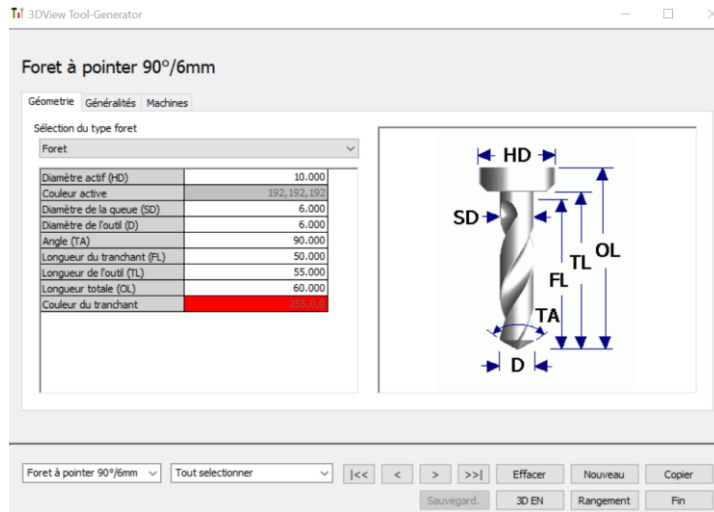 3DView Tool-Generator
Foret à pointer 90°/6mm
Géometrie Généralités Machines
Sélection du type foret
Foret
Diamètre actif (HD) 10.000
Couleur active 192,192,192
Diamètre de la queue (SD) 6.000
Diamètre de l'outil (D) 6.000
Angle (TA) 90.000
Longueur du tranchant (FL) 50.000
Longueur de l'outil (TL) 55.000
Longueur totale (OL) 60.000
Couleur du tranchant 255,0,0
HD
SD
OL
TL
FL
TA
D
Foret à pointer 90°/6mm Tout selectionner |<< < > >>| Effacer Nouveau Copier
Sauvegard. 3D EN Rangement Fin